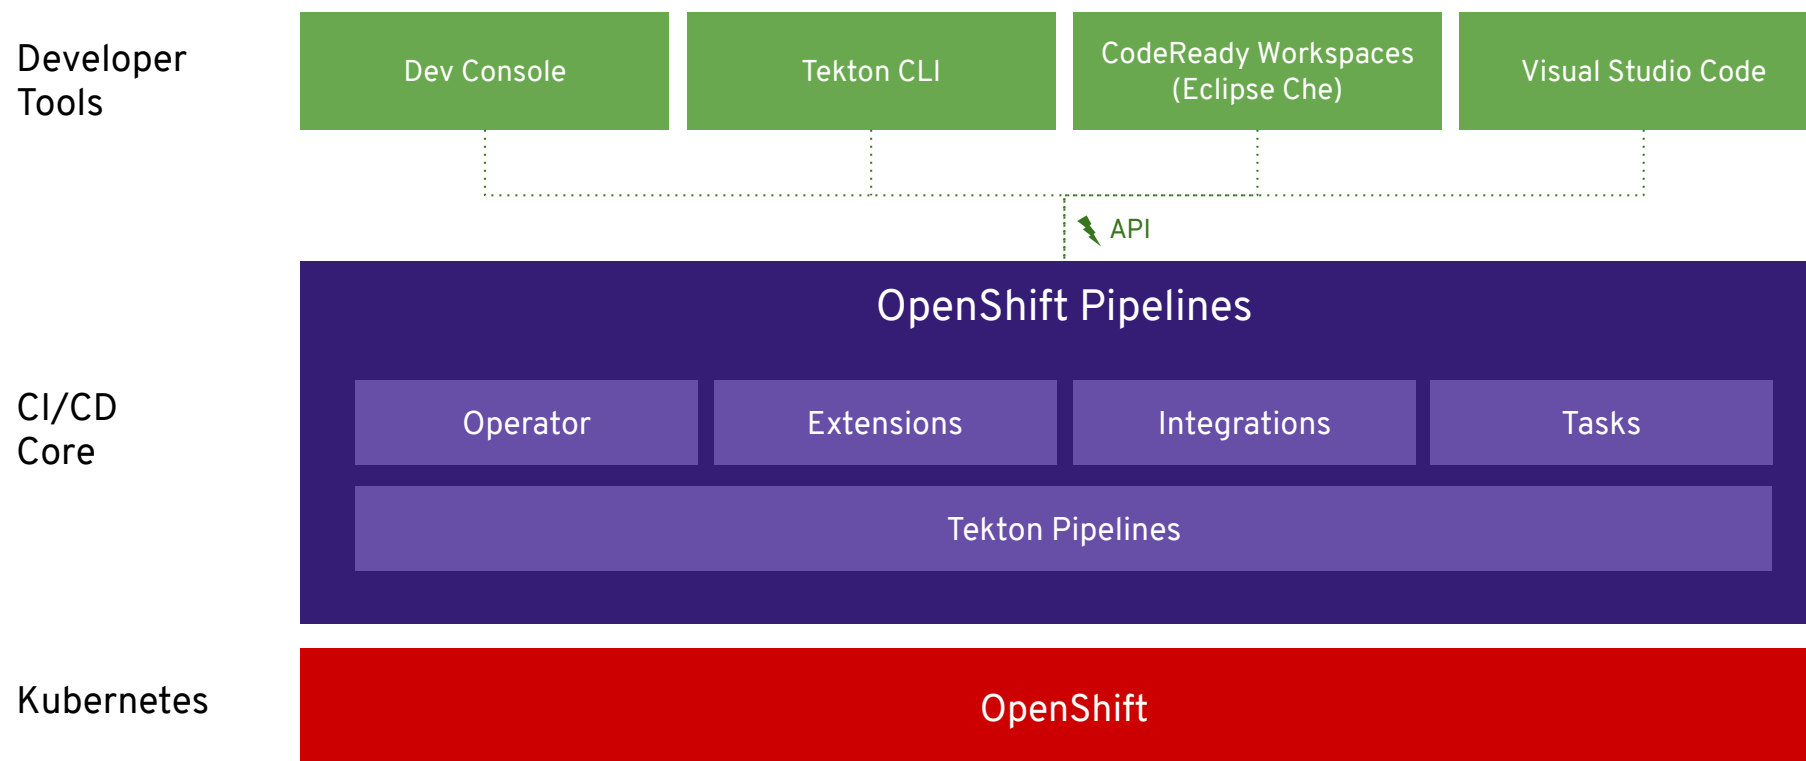 Developer
Tools
Dev Console
Tekton CLI
CodeReady Workspaces
(Eclipse Che)
Visual Studio Code
API
OpenShift Pipelines
CI/CD
Core
Operator
Extensions
Integrations
Tasks
Tekton Pipelines
Kubernetes
OpenShift